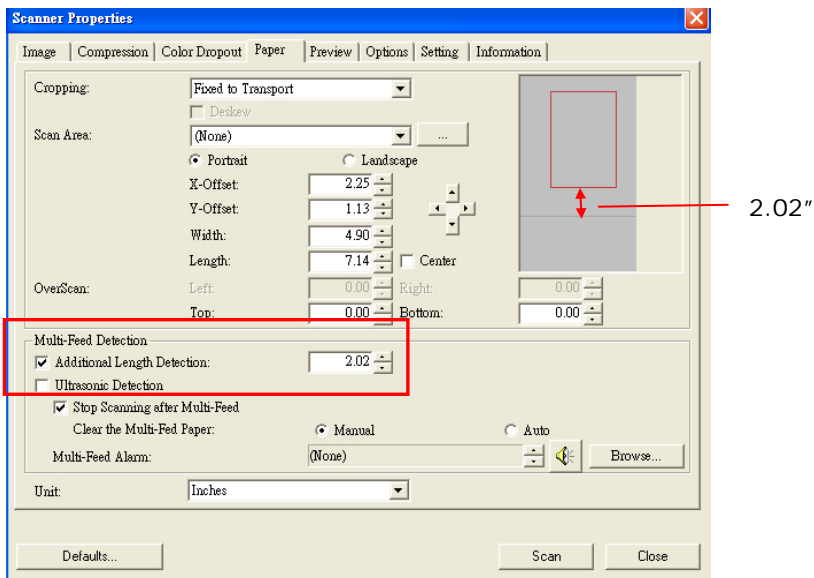 Scanner Properties
Image Compression Color Dropout Paper Preview Options Setting Information
Cropping: Fixed to Transport
Deskew
Scan Area: (None) ...
Portrait Landscape
X-Offset: 2.25
Y-Offset: 1.13
2.02"
Width: 4.90
Length: 7.14 Center
OverScan: Left: 0.00 Right: 0.00
Top: 0.00 Bottom: 0.00
Multi-Feed Detection
Additional Length Detection: 2.02
Ultrasonic Detection
Stop Scanning after Multi-Feed
Clear the Multi-Fed Paper: Manual Auto
Multi-Feed Alarm: (None) Browse...
Unit: Inches
Defaults... Scan Close